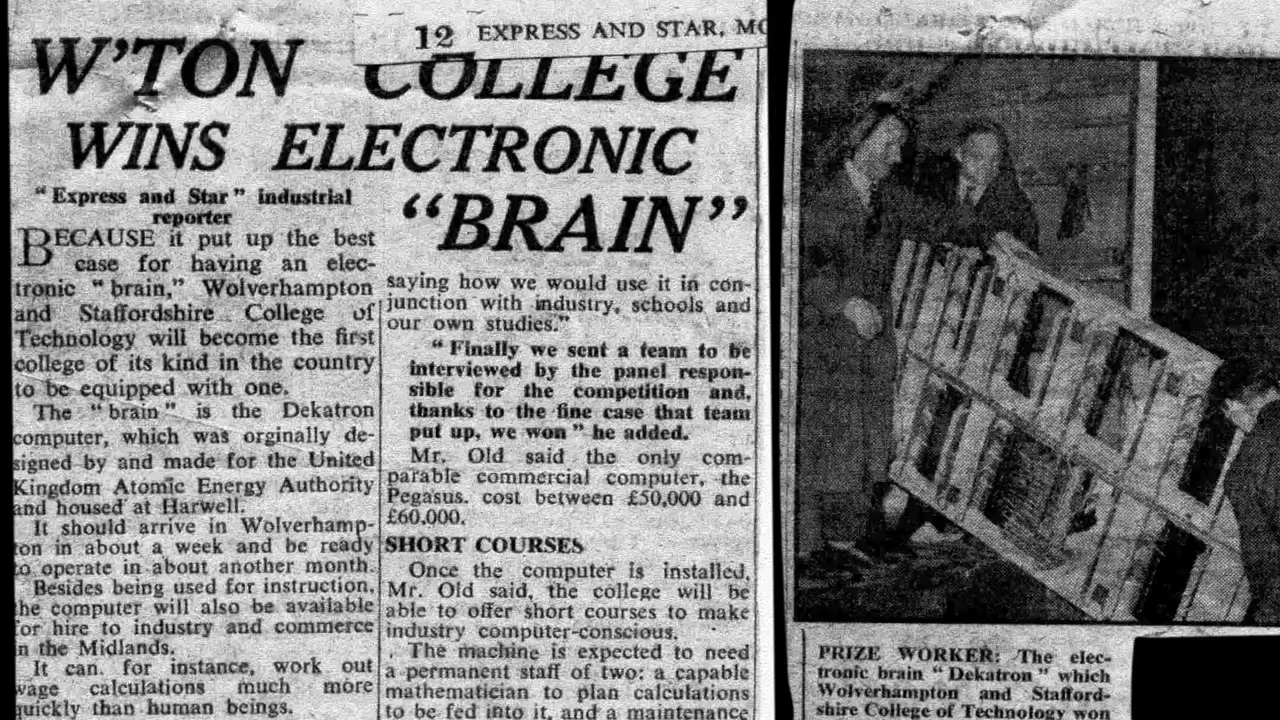 12 EXPRESS AND STAR, MO
W'TON COLLEGE
WINS ELECTRONIC
"BRAIN"
"Express and Star" industrial
reporter
BECAUSE it put up the best
case for having an elec-
tronic "brain," Wolverhampton
and Staffordshire College of
Technology will become the first
college of its kind in the country
to be equipped with one.
The "brain" is the Dekatron
computer, which was orginally de-
signed by and made for the United
Kingdom Atomic Energy Authority
and housed at Harwell.
It should arrive in Wolverhamp-
ton in about a week and be ready
to operate in about another month.
Besides being used for instruction,
the computer will also be available
for hire to industry and commerce
in the Midlands.
It can, for instance, work out
wage calculations much more
quickly than human beings.
saying how we would use it in con-
junction with industry, schools and
our own studies."
"Finally we sent a team to be
interviewed by the panel respon-
sible for the competition and,
thanks to the fine case that team
put up, we won" he added.
Mr. Old said the only com-
parable commercial computer, the
Pegasus. cost between £50,000 and
£60,000.
SHORT COURSES
Once the computer is installed,
Mr. Old said, the college will be
able to offer short courses to make
industry computer-conscious.
The machine is expected to need
a permanent staff of two: a capable
mathematician to plan calculations
to be fed into it, and a maintenance
PRIZE WORKER: The elec-
tronic brain "Dekatron" which
Wolverhampton and Stafford-
shire College of Technology won